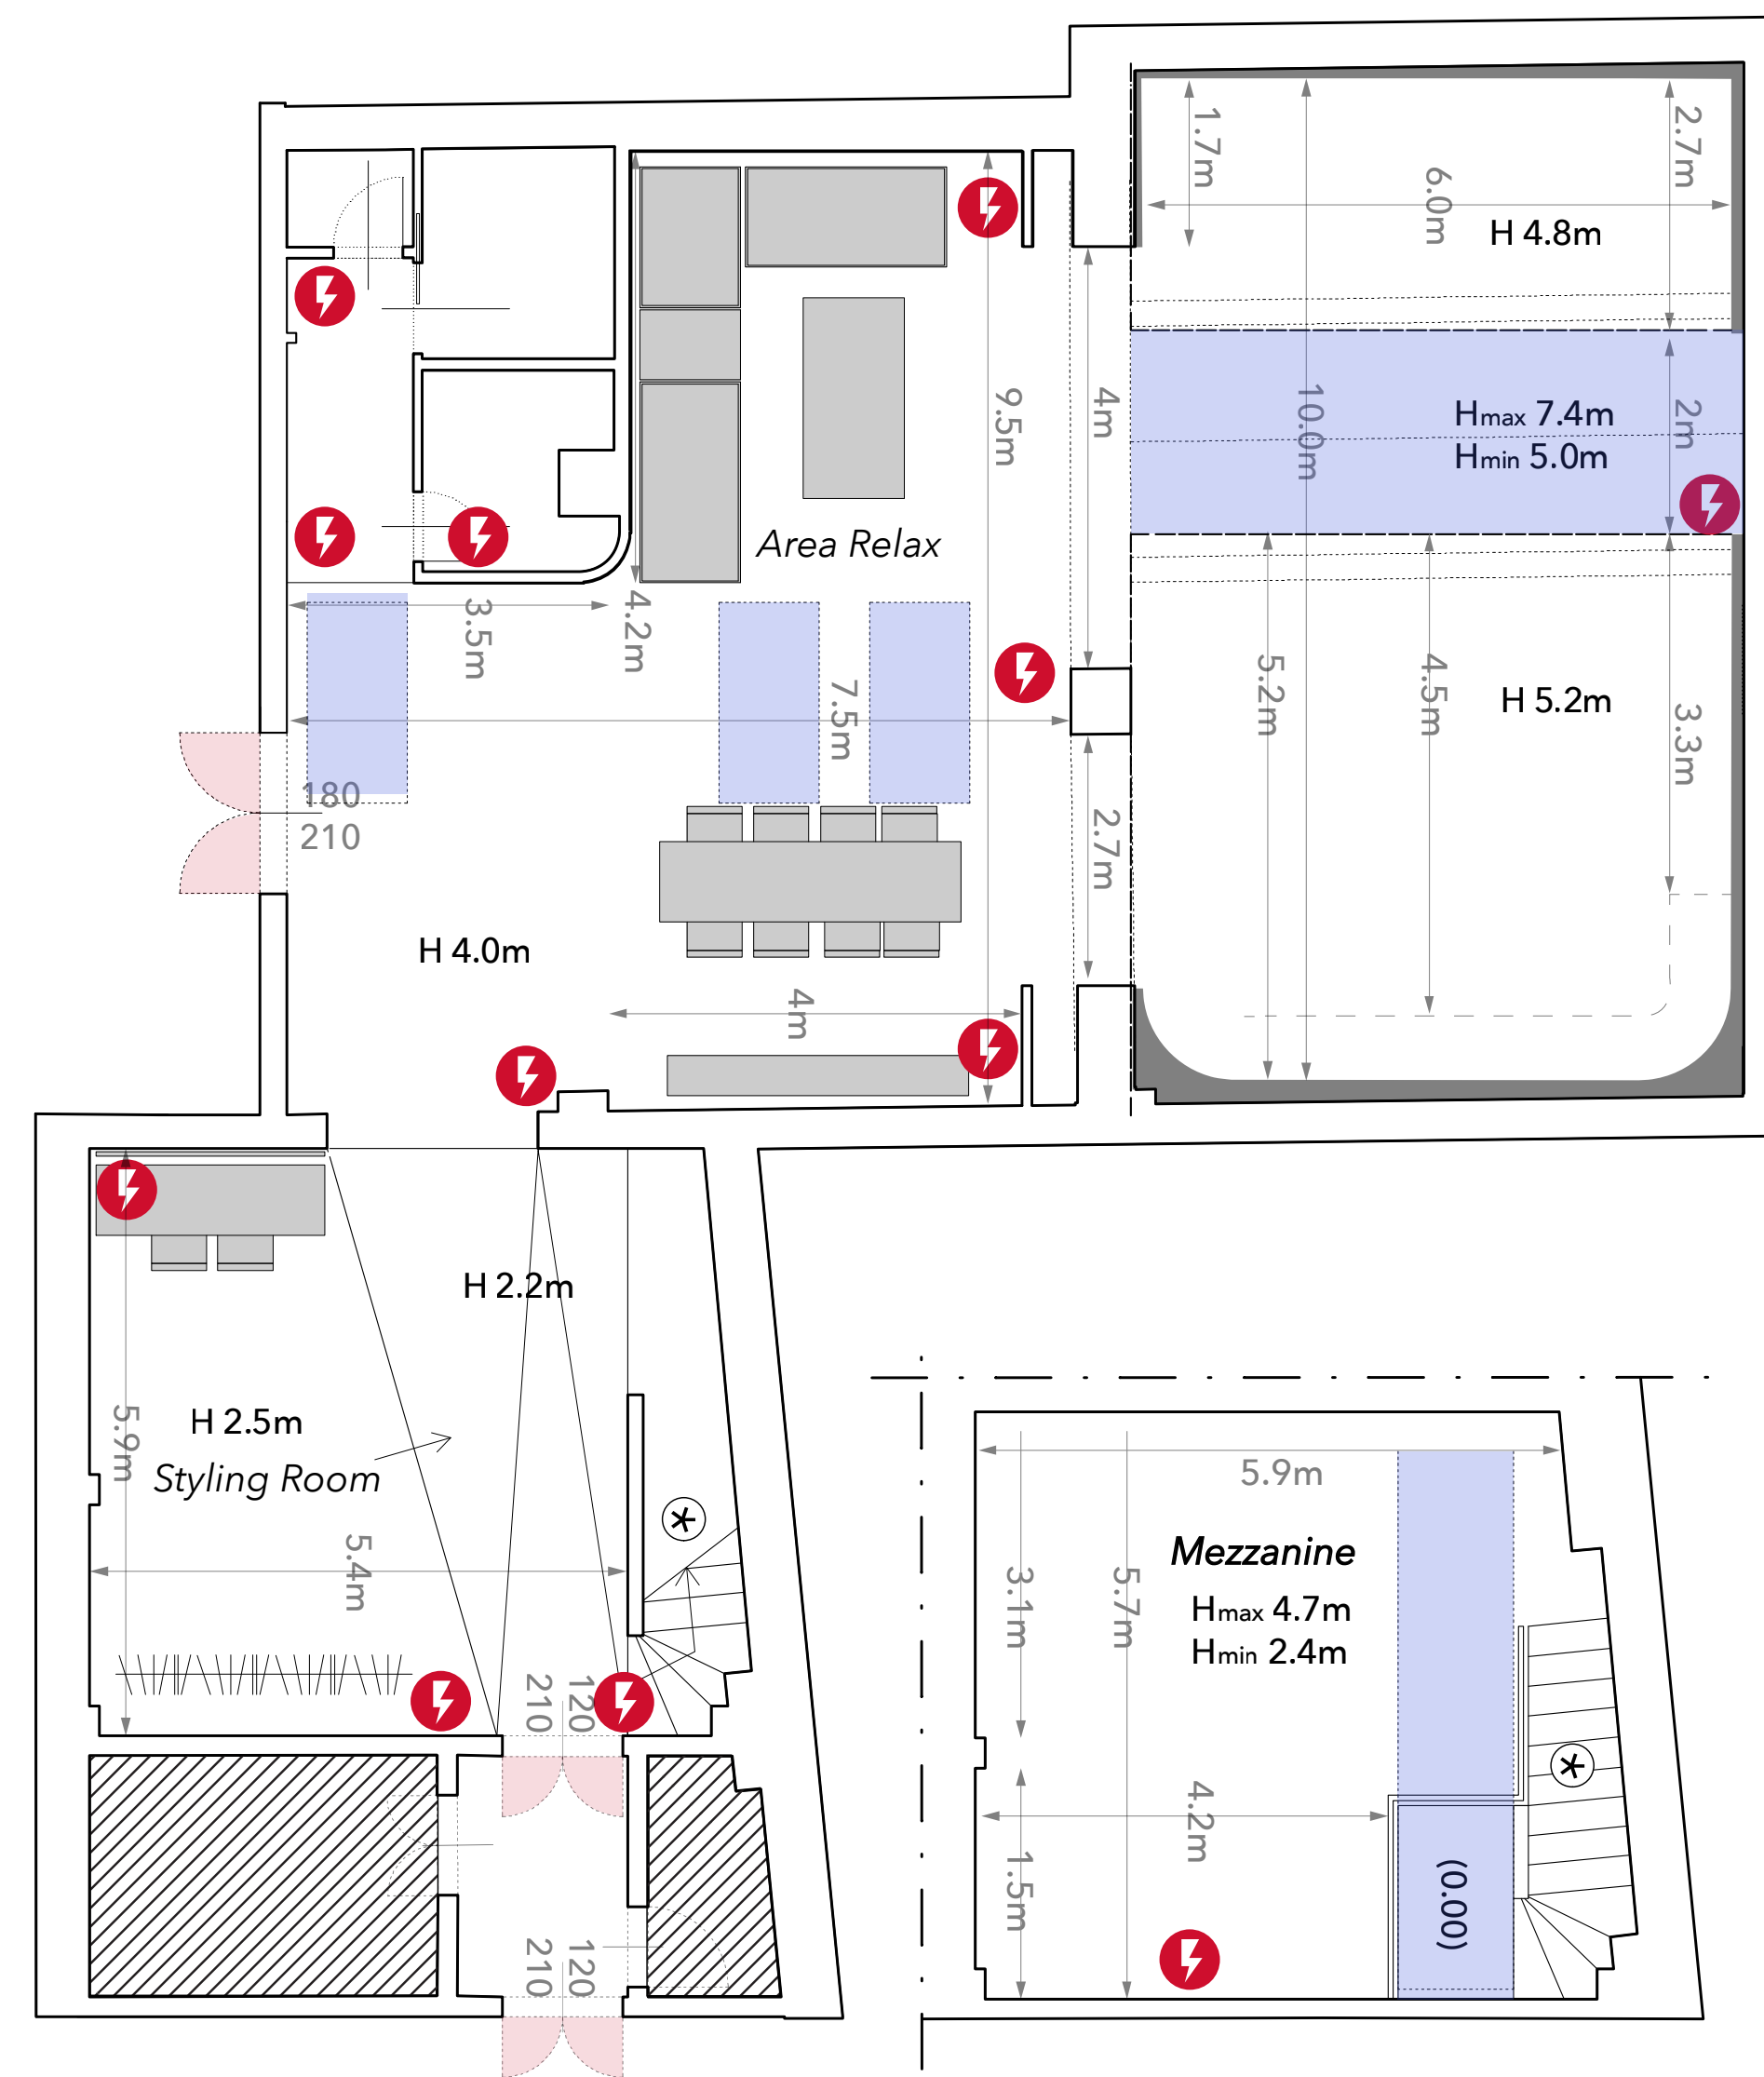 1.7m
2.7m
6.0m
H 4.8m
9.5m
4m
10.0m
Hmax 7.4m
Hmin 5.0m
2m
Area Relax
3.5m
4.2m
7.5m
5.2m
4.5m
H 5.2m
3.3m
180
210
2.7m
H 4.0m
4m
H 2.2m
5.9m
H 2.5m
Styling Room
5.4m
*
210
120
210
120
5.9m
Mezzanine
Hmax 4.7m
Hmin 2.4m
3.1m
5.7m
*
4.2m
1.5m
(0.00)